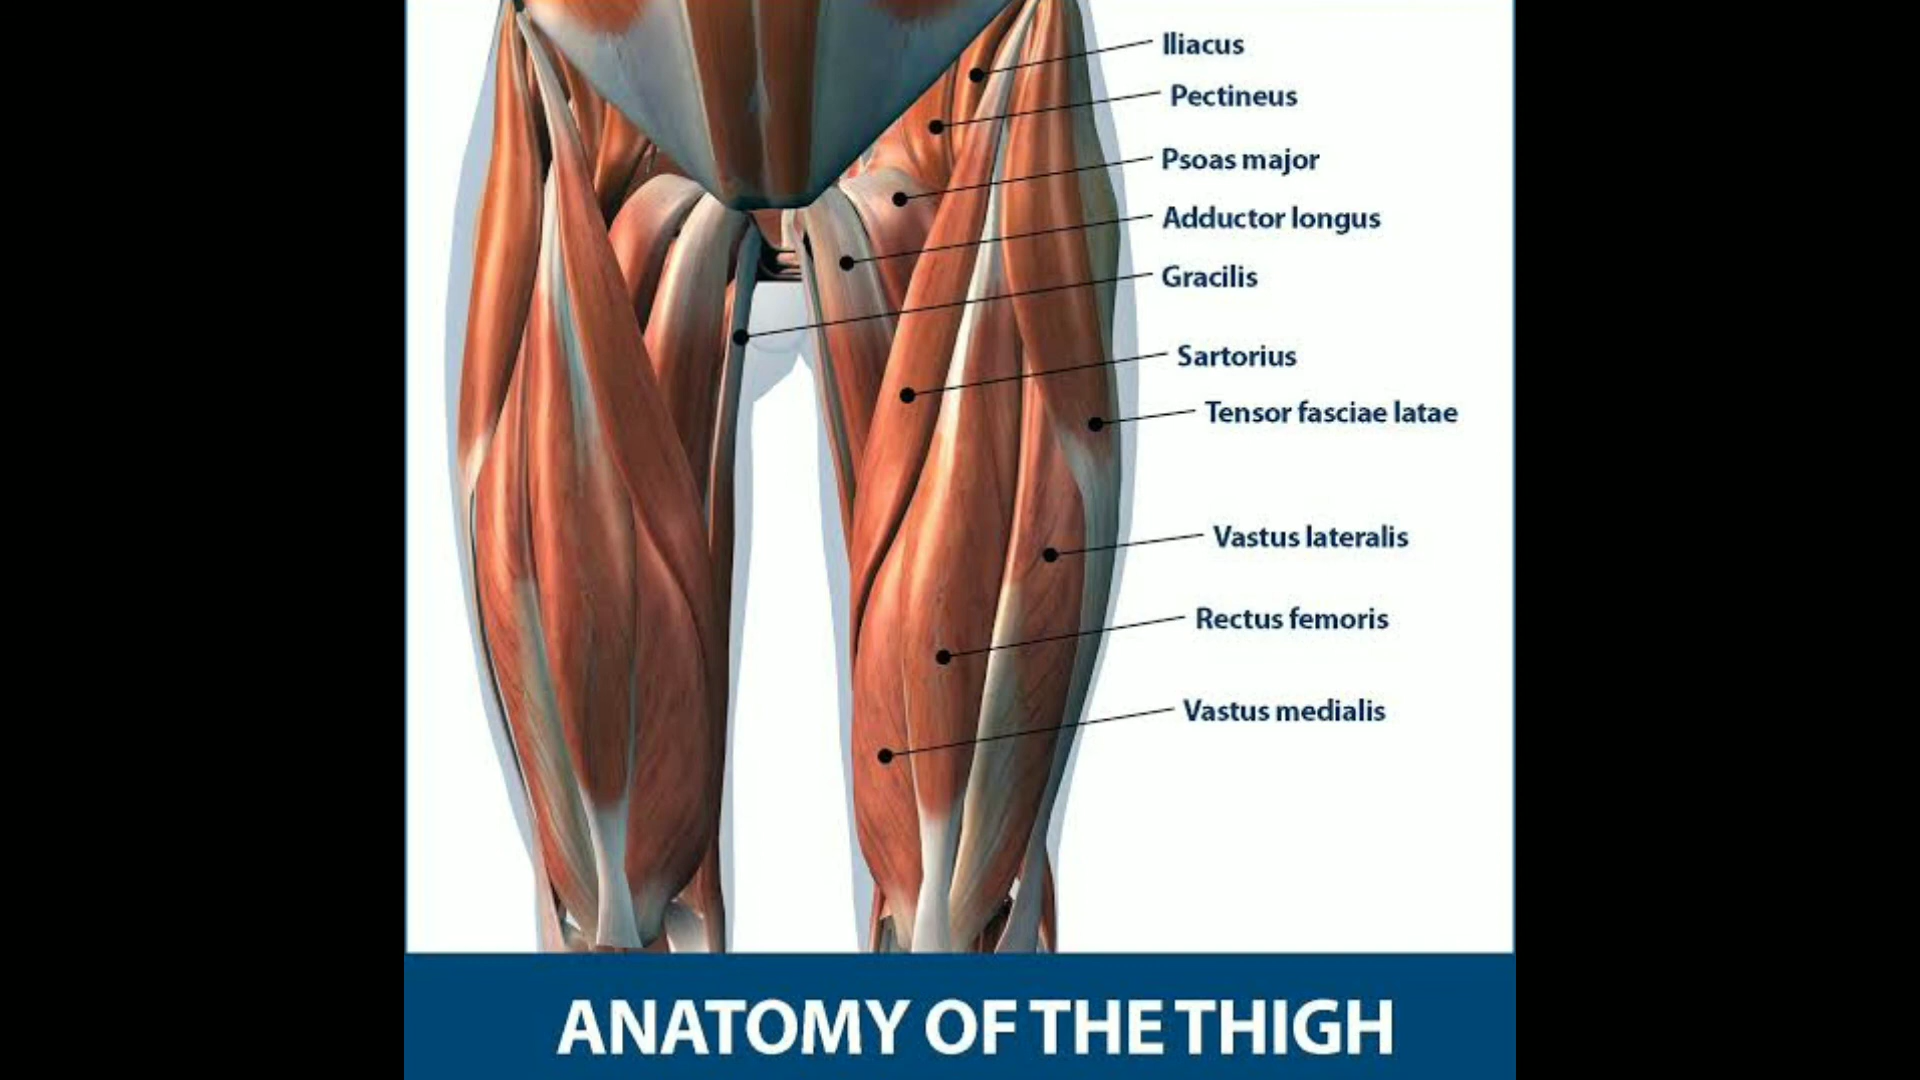 Iliacus
Pectineus
Psoas major
Adductor longus
Gracilis
Sartorius
Tensor fasciae latae
Vastus lateralis
Rectus femoris
Vastus medialis
ANATOMY OF THE THIGH